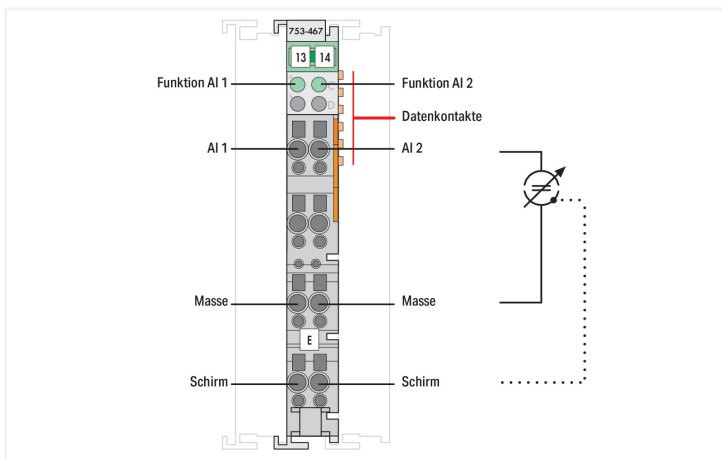 753-467
13 14
Funktion AI 1
C
Funktion AI 2
D
Datenkontakte
AI 1
AI 2
Masse
Masse
E
Schirm
Schirm